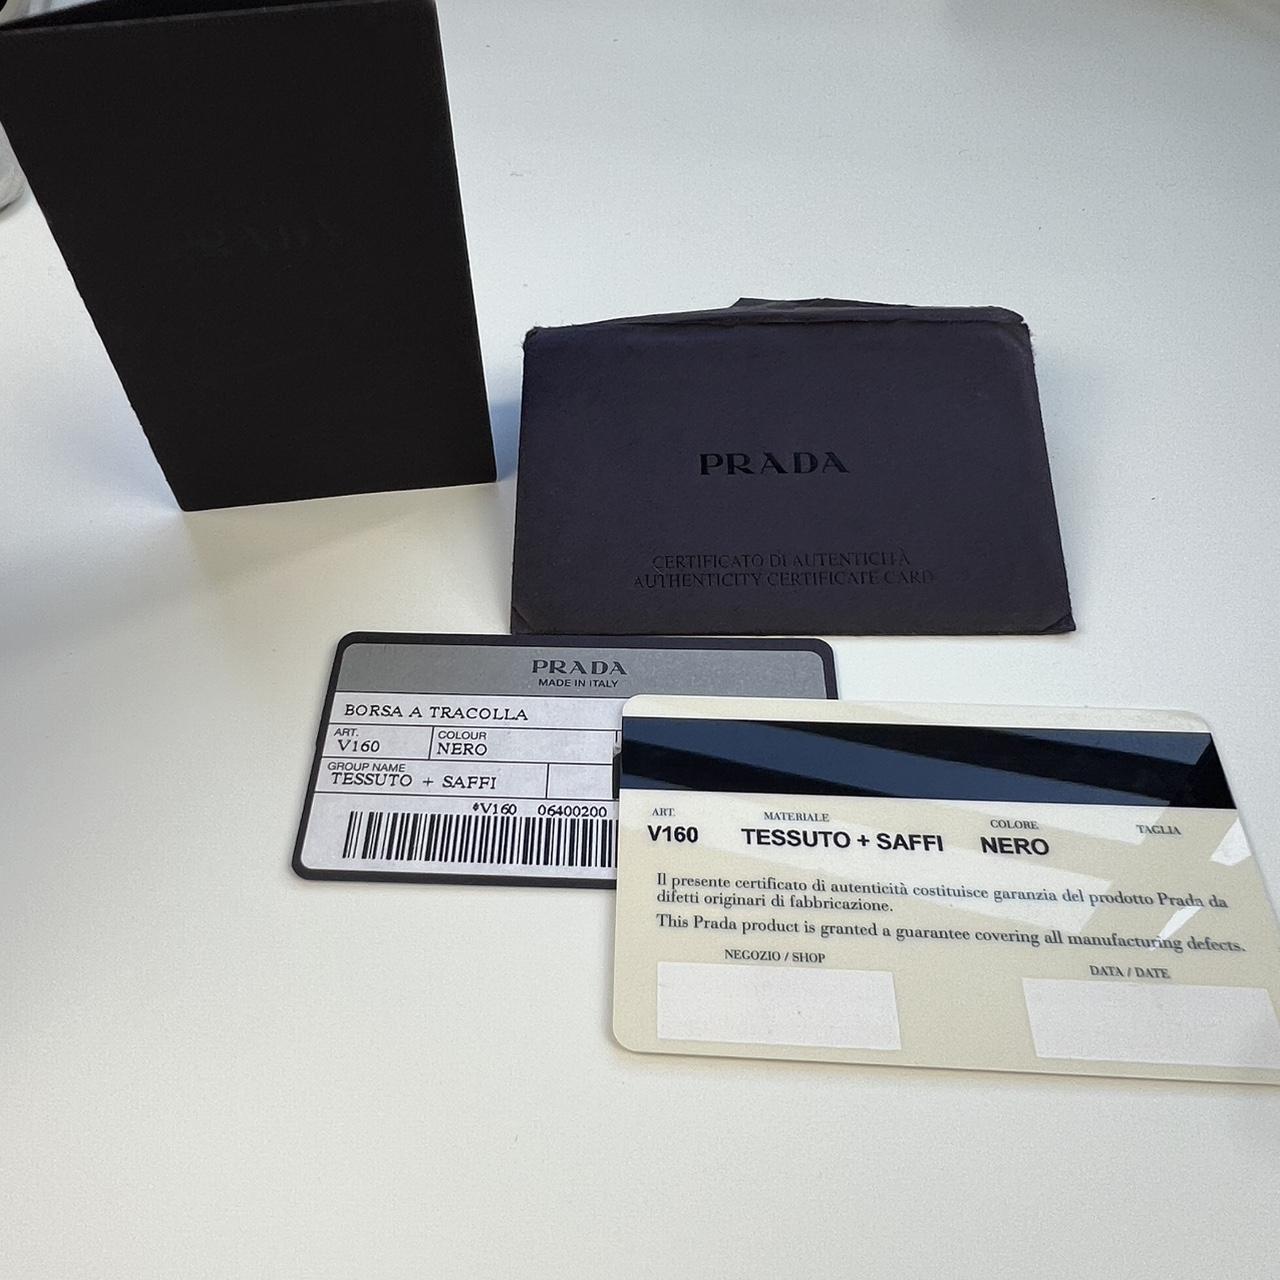 PRADA
CERTIFICATO DI AUTENTICITÀ
AUTHENTICITY CERTIFICATE CARD
PRADA
MADE IN ITALY
BORSA A TRACOLLA
ART.
V160
COLOUR
NERO
GROUP NAME
TESSUTO + SAFFI
*V160 06400200
ART.
V160
MATERIALE
TESSUTO + SAFFI
COLORE
NERO
TAGLIA
Il presente certificato di autenticità costituisce garanzia del prodotto Prada da
difetti originari di fabbricazione.
This Prada product is granted a guarantee covering all manufacturing defects.
NEGOZIO / SHOP
DATA / DATE